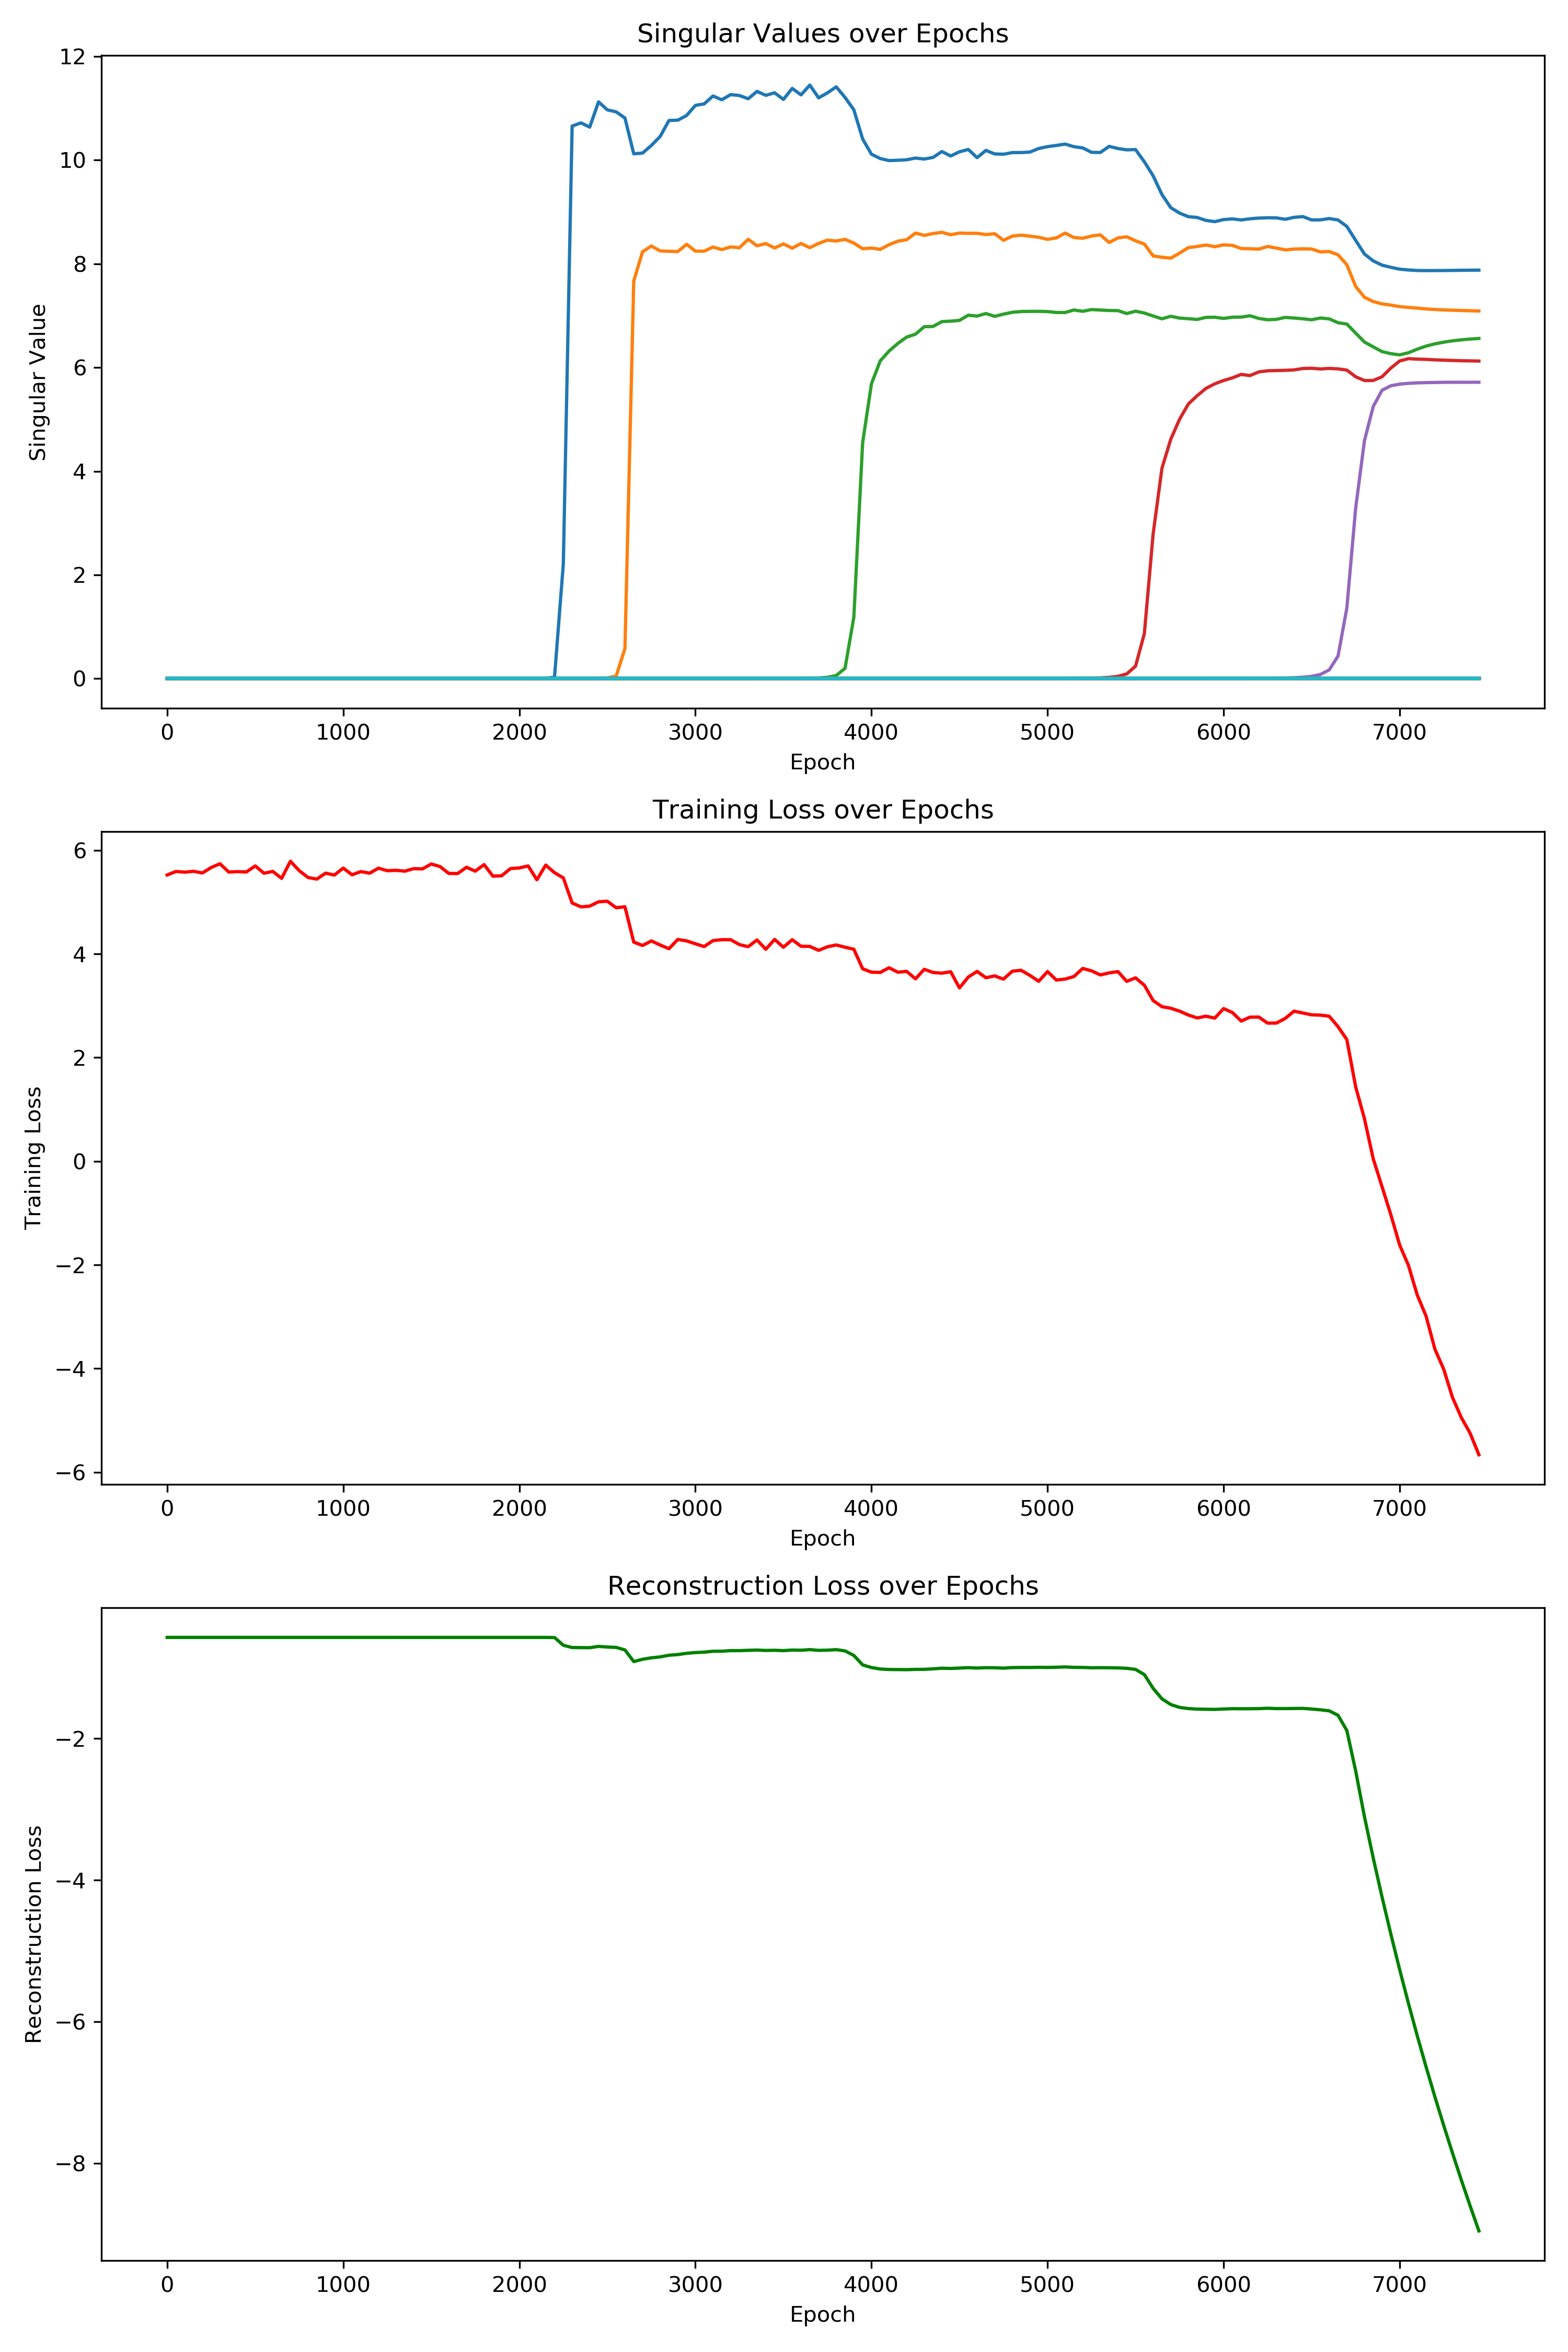 Singular Values over Epochs
12
10
8
6
4
2
0
Singular Value
0 1000 2000 3000 4000 5000 6000 7000
Epoch
Training Loss over Epochs
6
4
2
0
−2
−4
−6
Training Loss
0 1000 2000 3000 4000 5000 6000 7000
Epoch
Reconstruction Loss over Epochs
−2
−4
−6
−8
Reconstruction Loss
0 1000 2000 3000 4000 5000 6000 7000
Epoch